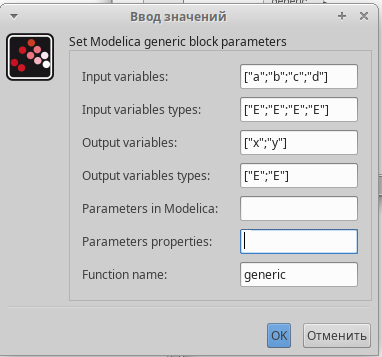 generic
Ввод значений
Set Modelica generic block parameters
Input variables: ["a";"b";"c";"d"]
Input variables types: ["E";"E";"E";"E"]
Output variables: ["x";"y"]
Output variables types: ["E";"E"]
Parameters in Modelica:
Parameters properties:
Function name: generic
OK Отменить